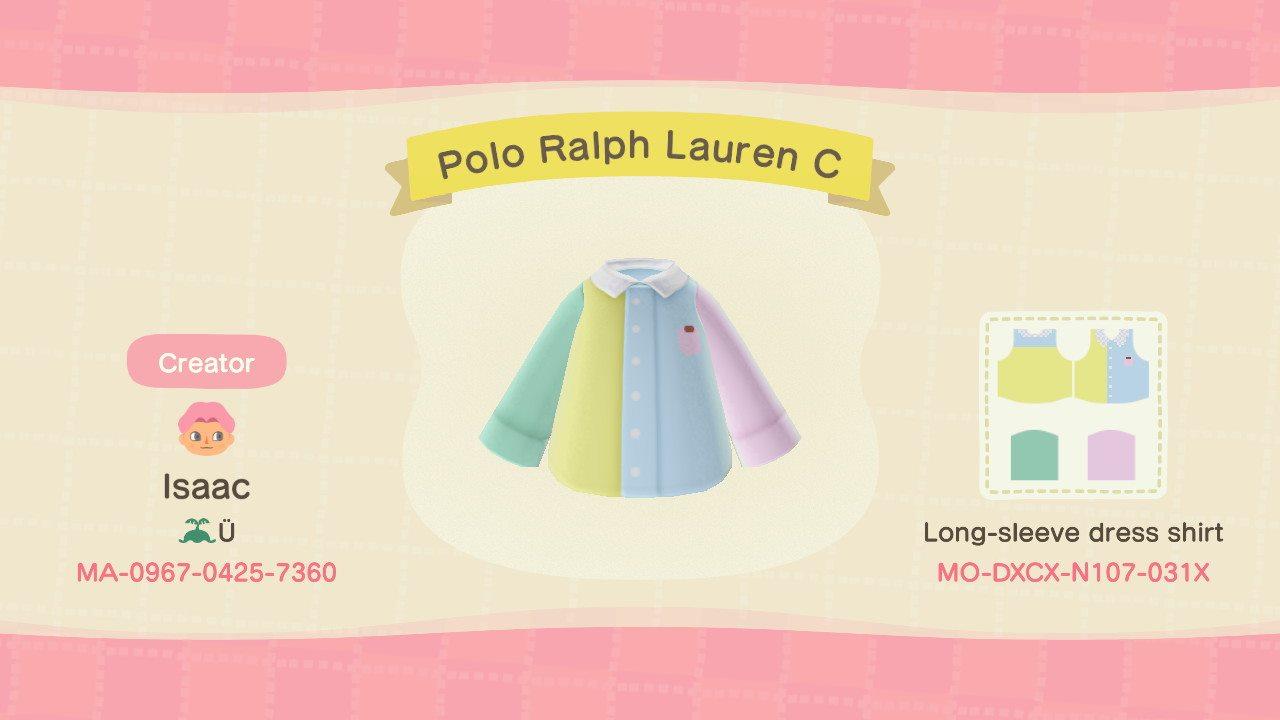 Polo Ralph Lauren C
Creator
Isaac
Ü
MA-0967-0425-7360
Long-sleeve dress shirt
MO-DXCX-N107-031X